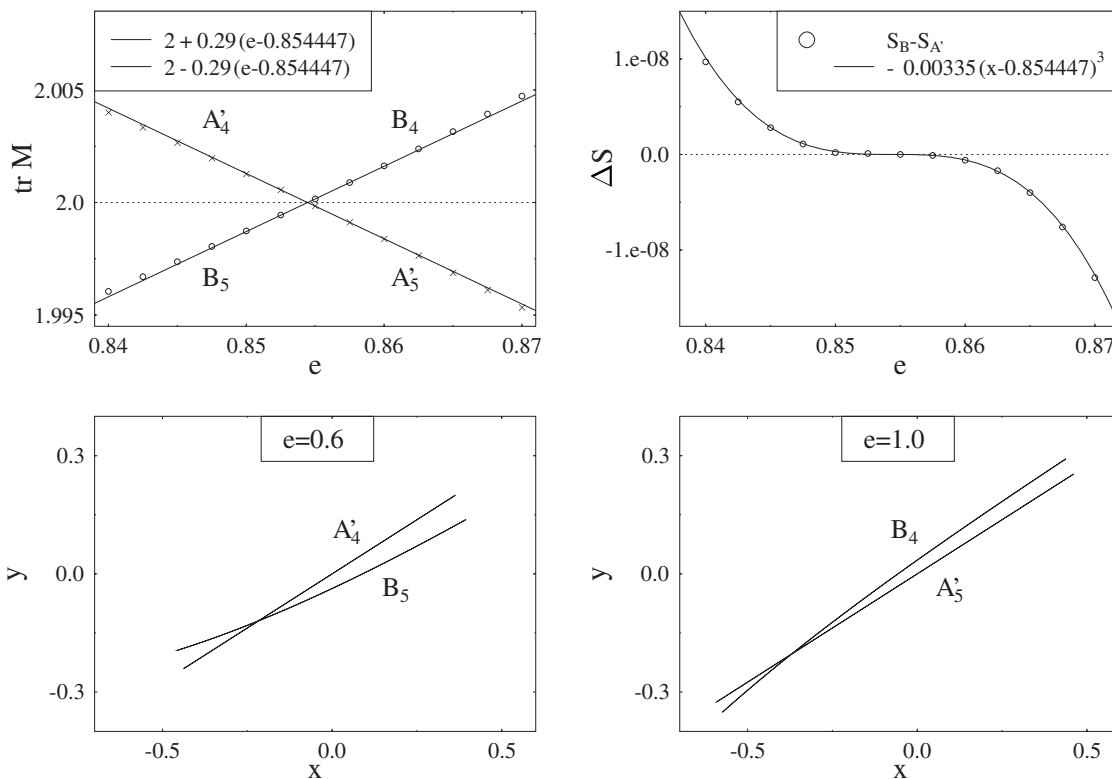 2 + 0.29(e-0.854447)
2 - 0.29(e-0.854447)
tr M
2.005
2.0
1.995
A'₄
B₄
B₅
A'₅
0.84
0.85
0.86
0.87
e
S_B-S_A'
- 0.00335(x-0.854447)³
ΔS
1.e-08
0.0
-1.e-08
0.84
0.85
0.86
0.87
e
e=0.6
y
0.3
0.0
-0.3
A'₄
B₅
-0.5
0.0
0.5
x
e=1.0
y
0.3
0.0
-0.3
B₄
A'₅
-0.5
0.0
0.5
x